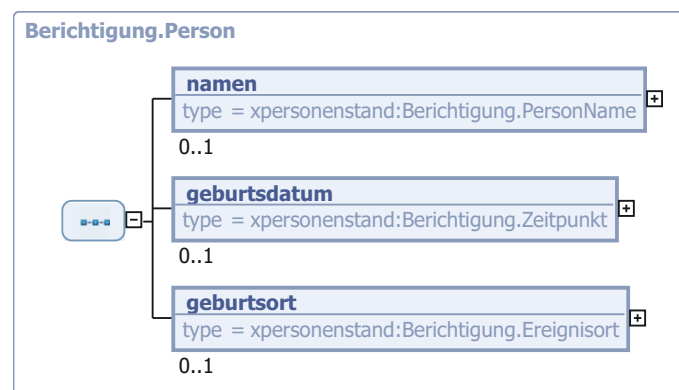 Berichtigung.Person
namen
type = xpersonenstand:Berichtigung.PersonName
0..1
geburtsdatum
type = xpersonenstand:Berichtigung.Zeitpunkt
0..1
geburtsort
type = xpersonenstand:Berichtigung.Ereignisort
0..1